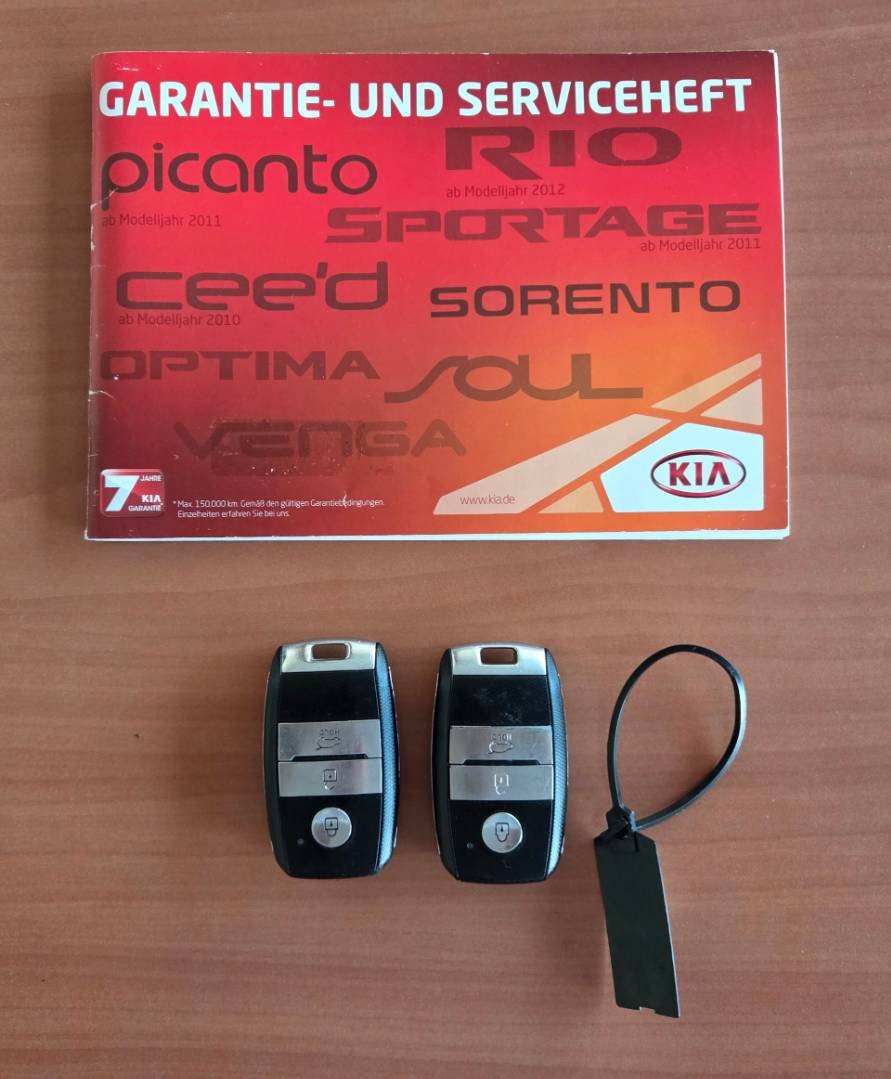 GARANTIE- UND SERVICEHEFT
picanto
ab Modelljahr 2011
RIO
ab Modelljahr 2012
SPORTAGE
ab Modelljahr 2011
cee'd
ab Modelljahr 2010
SORENTO
OPTIMA
SOUL
VENGA
7 JAHRE
KIA
GARANTIE*
*Max. 150.000 km. Gemäß den gültigen Garantiebedingungen.
Einzelheiten erfahren Sie bei uns.
www.kia.de
KIA
HOLD
HOLD